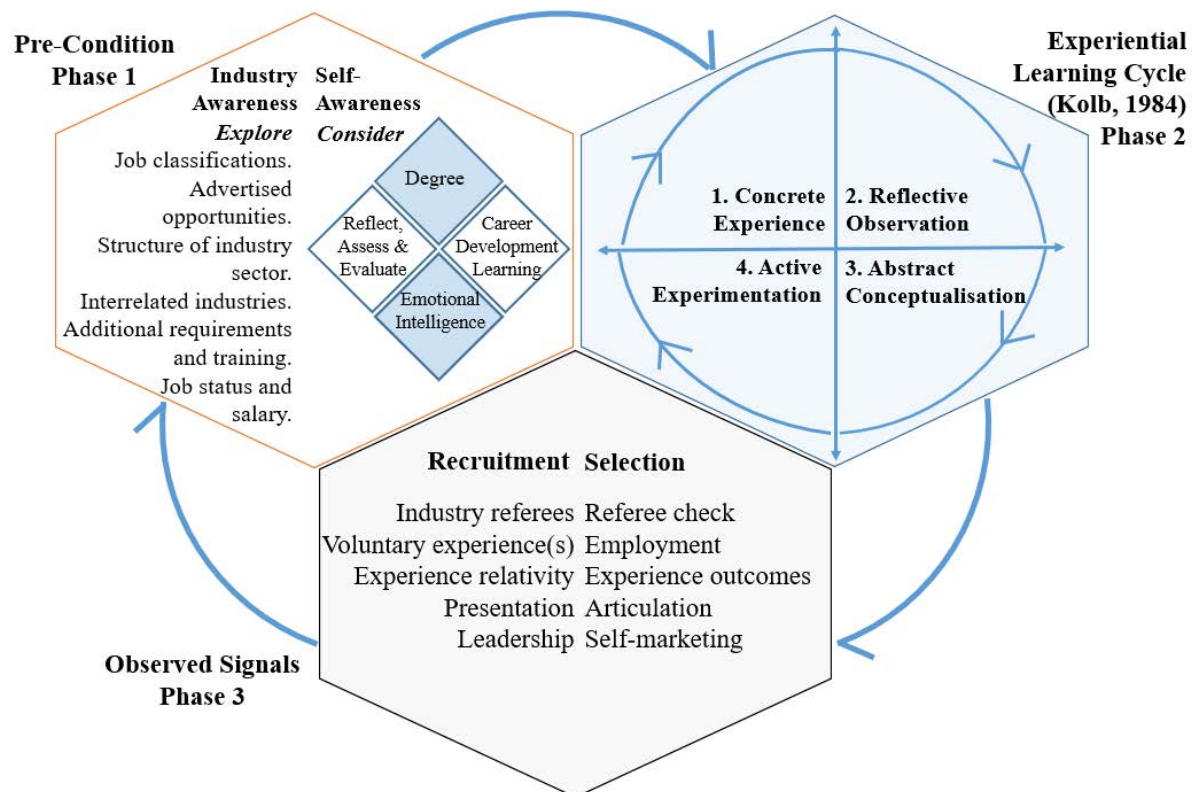 Pre-Condition
Phase 1
Industry
Awareness
Explore
Job classifications.
Advertised
opportunities.
Structure of industry
sector.
Interrelated industries.
Additional requirements
and training.
Job status and
salary.
Self-
Awareness
Consider
Degree
Reflect,
Assess &
Evaluate
Career
Development
Learning
Emotional
Intelligence
Experiential
Learning Cycle
(Kolb, 1984)
Phase 2
1. Concrete
Experience
2. Reflective
Observation
4. Active
Experimentation
3. Abstract
Conceptualisation
Recruitment
Industry referees
Voluntary experience(s)
Experience relativity
Presentation
Leadership
Selection
Referee check
Employment
Experience outcomes
Articulation
Self-marketing
Observed Signals
Phase 3